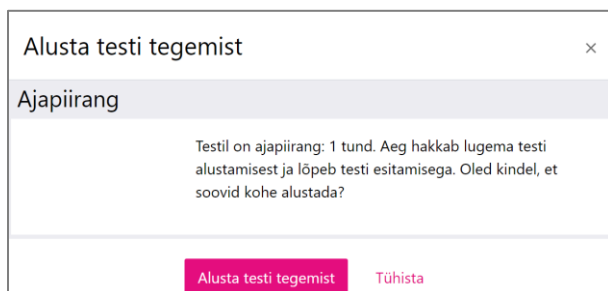 Alusta testi tegemist ×
Ajapiirang
Testil on ajapiirang: 1 tund. Aeg hakkab lugema testi
alustamisest ja lõpeb testi esitamisega. Oled kindel, et
soovid kohe alustada?
Alusta testi tegemist Tühista